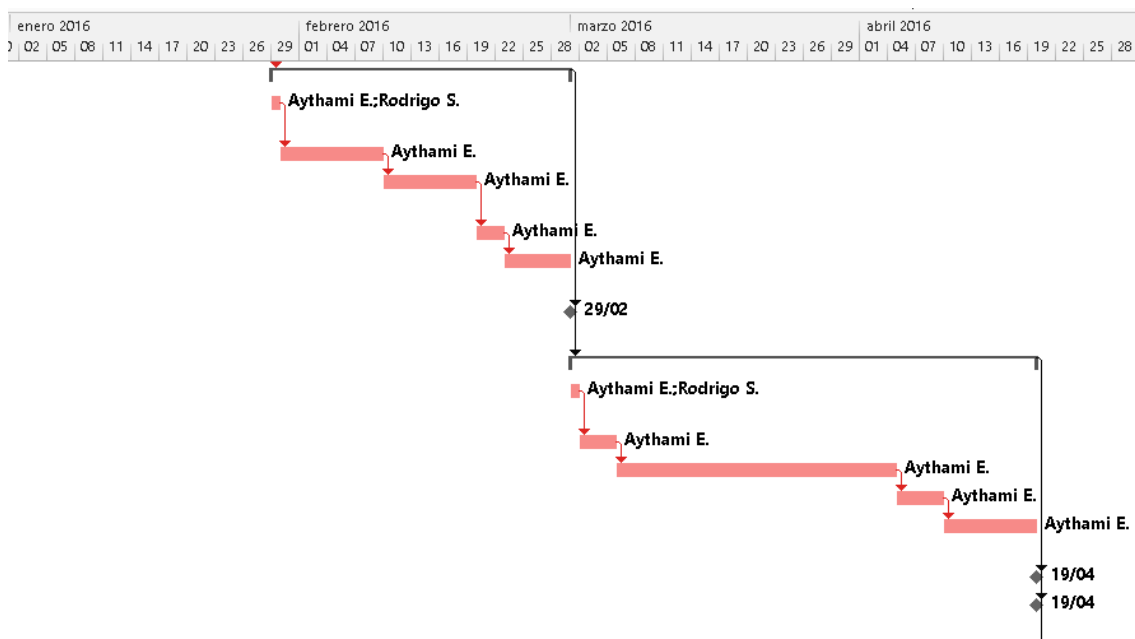 enero 2016 febrero 2016 marzo 2016 abril 2016
02 05 08 11 14 17 20 23 26 29 01 04 07 10 13 16 19 22 25 28 02 05 08 11 14 17 20 23 26 29 01 04 07 10 13 16 19 22 25 28
Aythami E.;Rodrigo S.
Aythami E.
Aythami E.
Aythami E.
Aythami E.
29/02
Aythami E.;Rodrigo S.
Aythami E.
Aythami E.
Aythami E.
Aythami E.
19/04
19/04